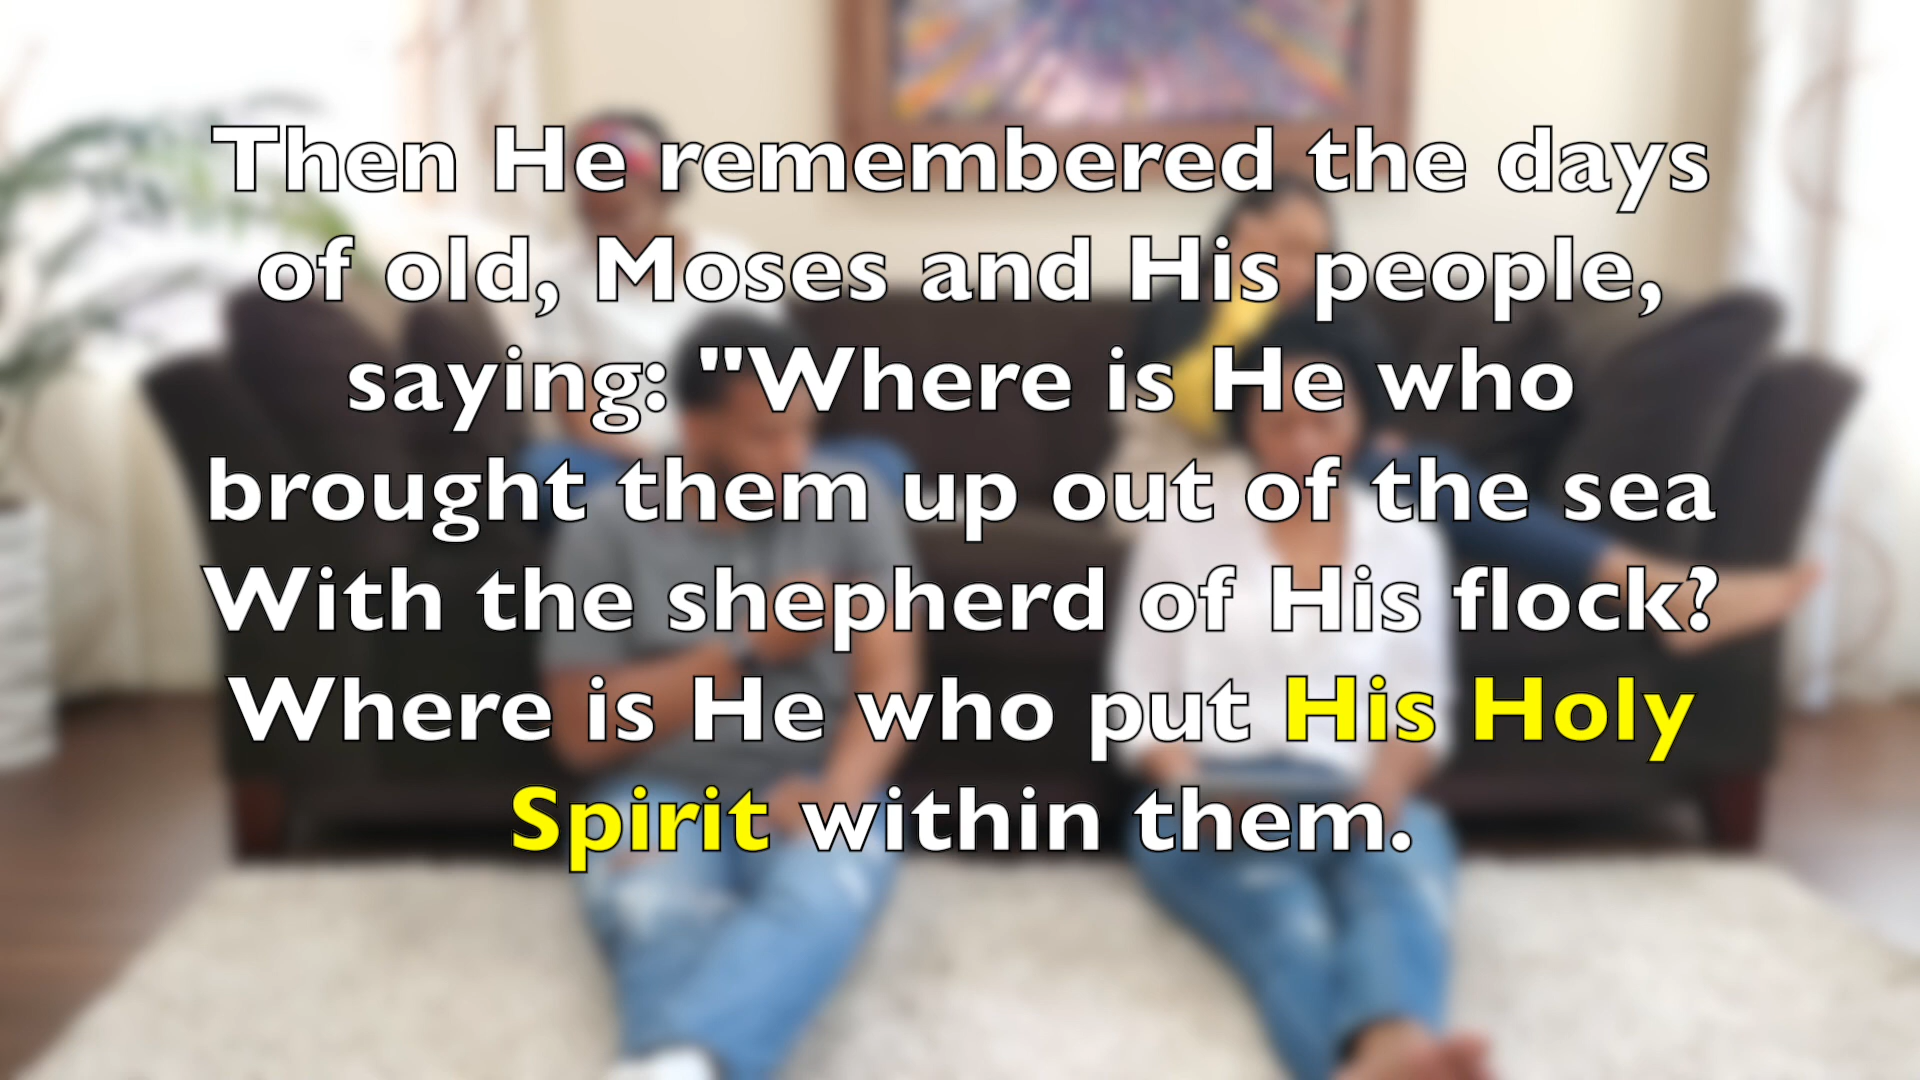 Then He remembered the days
of old, Moses and His people,
saying: "Where is He who
brought them up out of the sea
With the shepherd of His flock?
Where is He who put His Holy
Spirit within them.